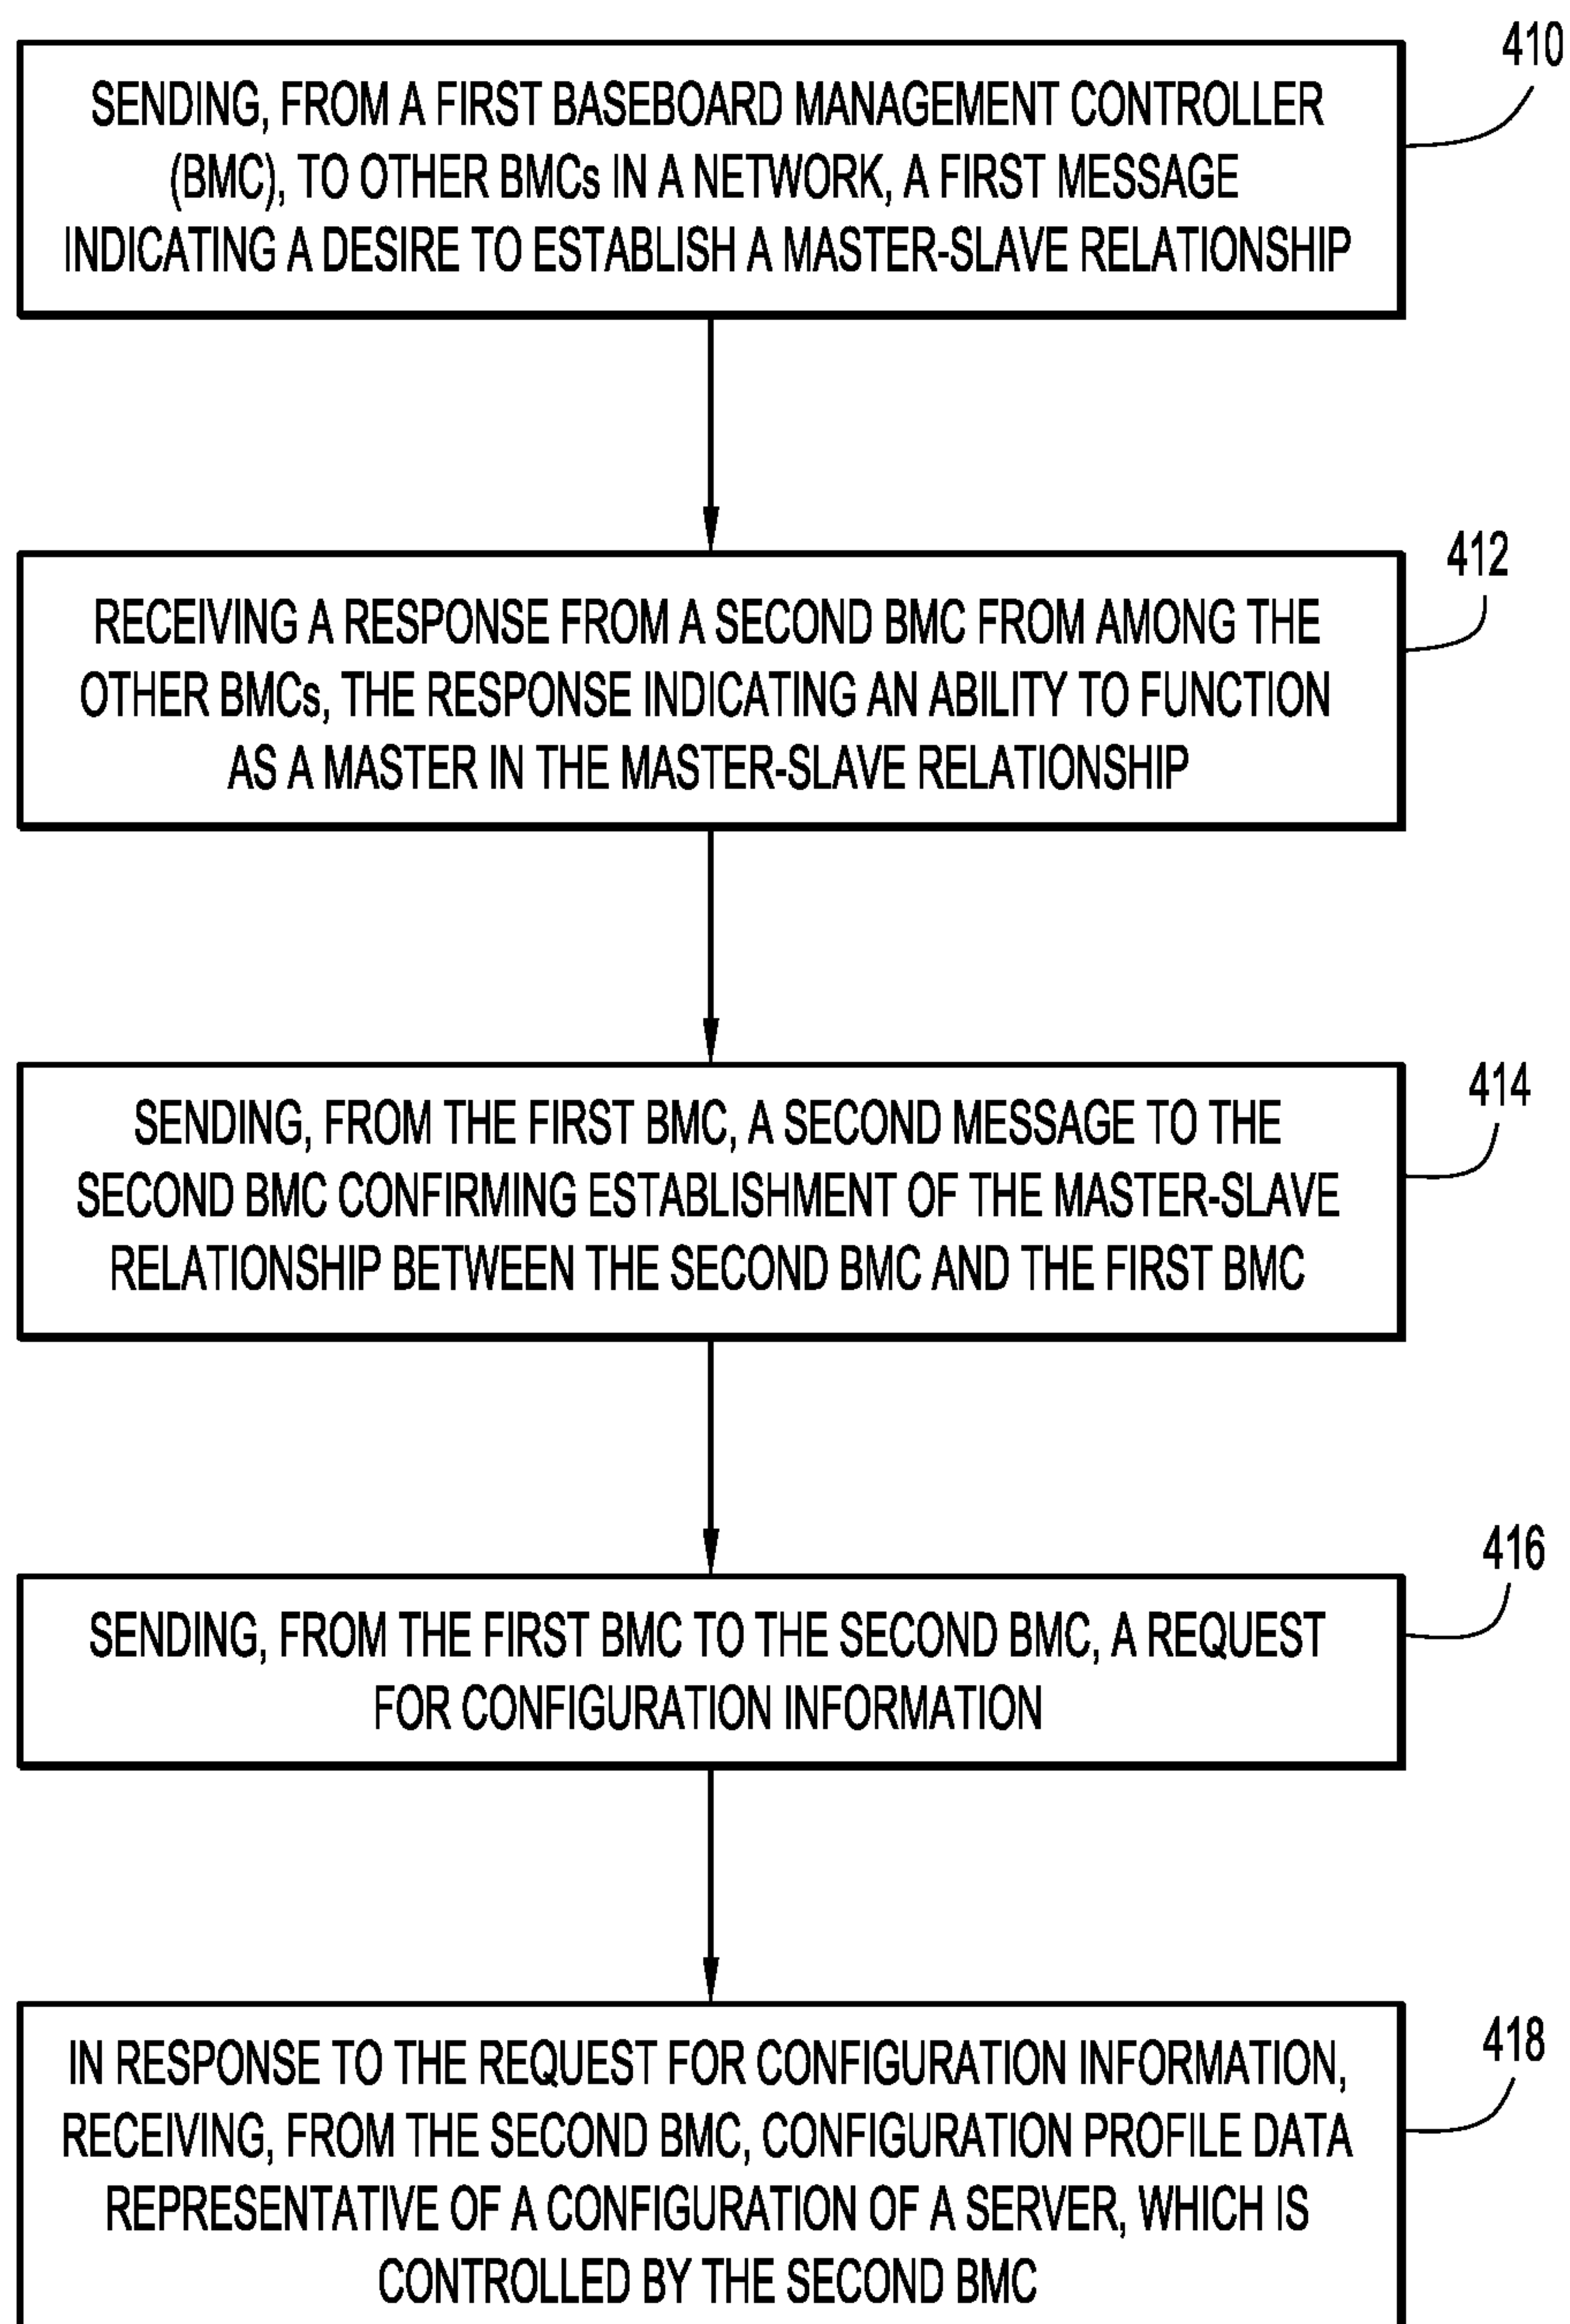 410
SENDING, FROM A FIRST BASEBOARD MANAGEMENT CONTROLLER
(BMC), TO OTHER BMCs IN A NETWORK, A FIRST MESSAGE
INDICATING A DESIRE TO ESTABLISH A MASTER-SLAVE RELATIONSHIP
412
RECEIVING A RESPONSE FROM A SECOND BMC FROM AMONG THE
OTHER BMCs, THE RESPONSE INDICATING AN ABILITY TO FUNCTION
AS A MASTER IN THE MASTER-SLAVE RELATIONSHIP
414
SENDING, FROM THE FIRST BMC, A SECOND MESSAGE TO THE
SECOND BMC CONFIRMING ESTABLISHMENT OF THE MASTER-SLAVE
RELATIONSHIP BETWEEN THE SECOND BMC AND THE FIRST BMC
416
SENDING, FROM THE FIRST BMC TO THE SECOND BMC, A REQUEST
FOR CONFIGURATION INFORMATION
418
IN RESPONSE TO THE REQUEST FOR CONFIGURATION INFORMATION,
RECEIVING, FROM THE SECOND BMC, CONFIGURATION PROFILE DATA
REPRESENTATIVE OF A CONFIGURATION OF A SERVER, WHICH IS
CONTROLLED BY THE SECOND BMC